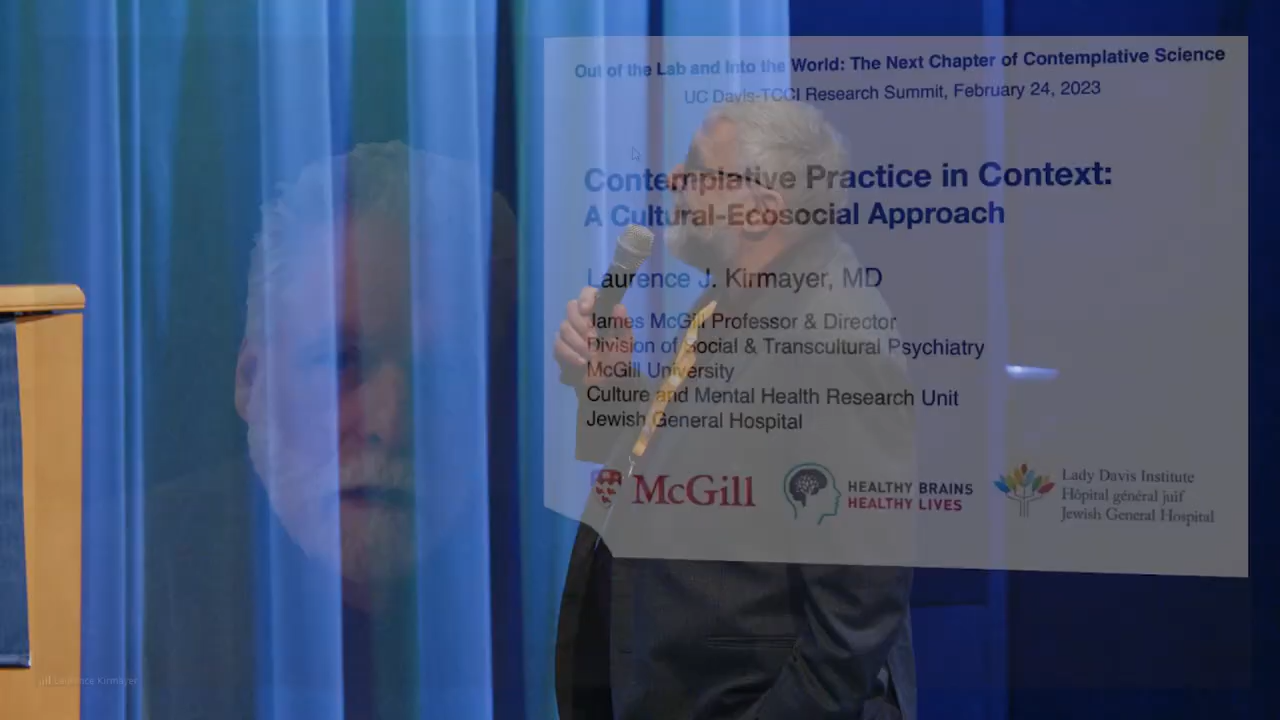 Out of the Lab and Into the World: The Next Chapter of Contemplative Science
UC Davis-TCCI Research Summit, February 24, 2023
Contemplative Practice in Context:
A Cultural-Ecosocial Approach
Laurence J. Kirmayer, MD
James McGill Professor & Director
Division of Social & Transcultural Psychiatry
McGill University
Culture and Mental Health Research Unit
Jewish General Hospital
McGill
HEALTHY BRAINS
HEALTHY LIVES
Lady Davis Institute
Hôpital général juif
Jewish General Hospital
Laurence Kirmayer